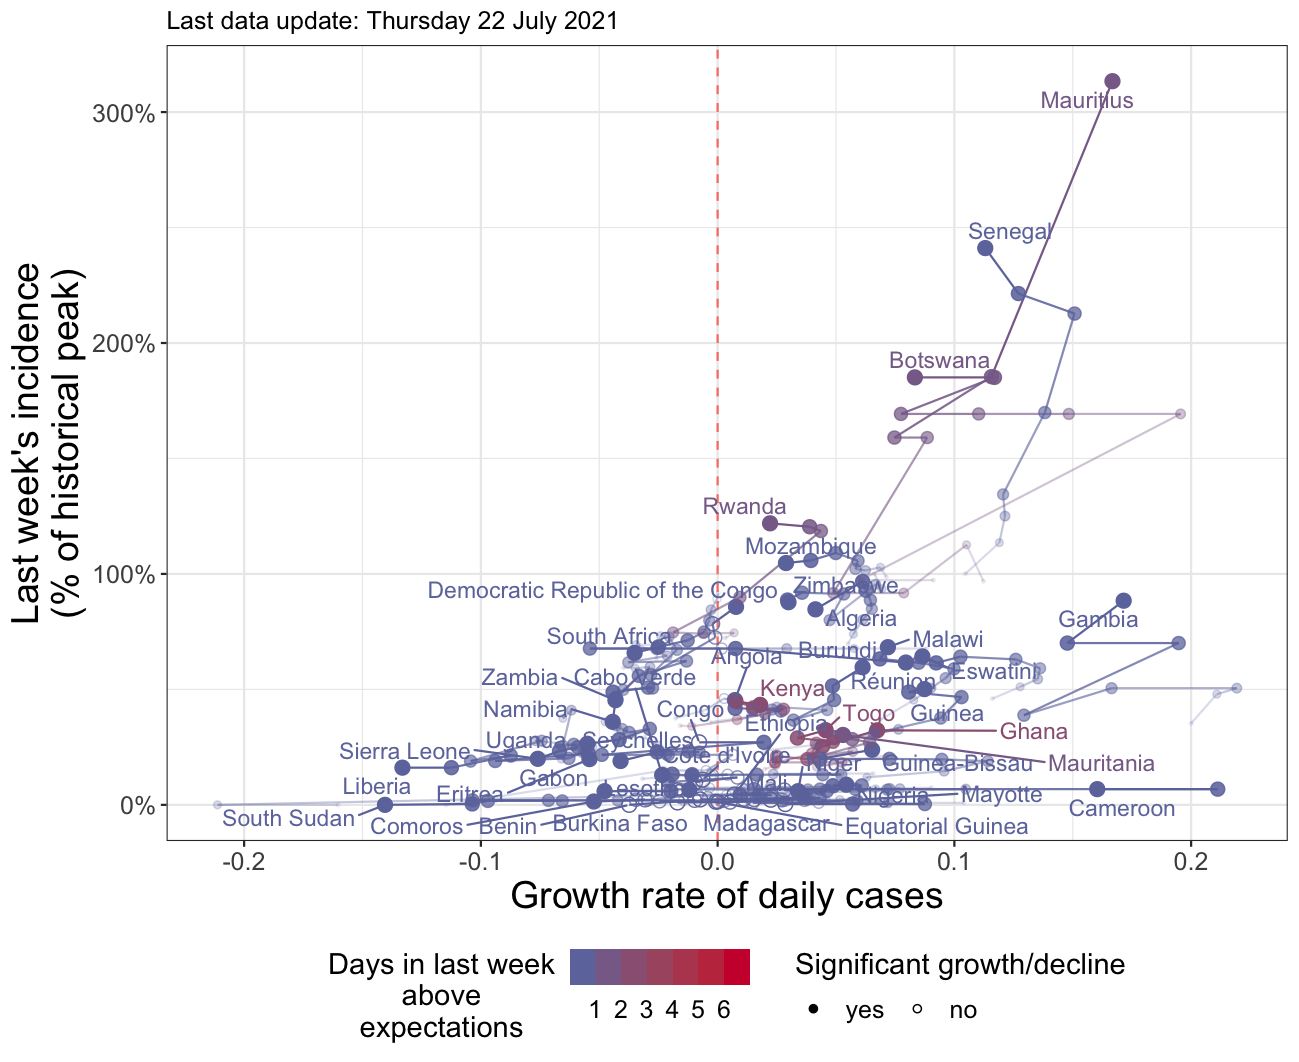 Last data update: Thursday 22 July 2021
Last week's incidence
(% of historical peak)
300%
200%
100%
0%
Mauritius
Senegal
Botswana
Rwanda
Mozambique
Democratic Republic of the Congo
Zimbabwe
Gambia
Algeria
South Africa
Malawi
Burundi
Angola
Eswatini
Zambia
Cabo Verde
Réunion
Kenya
Namibia
Congo
Togo
Guinea
Ethiopia
Ghana
Uganda
Seychelles
Sierra Leone
Côte d'Ivoire
Niger
Guinea-Bissau
Mauritania
Gabon
Liberia
Eritrea
Lesotho
Mali
Nigeria
Mayotte
Cameroon
South Sudan
Comoros
Benin
Burkina Faso
Madagascar
Equatorial Guinea
-0.2
-0.1
0.0
0.1
0.2
Growth rate of daily cases
Days in last week
above
expectations
1 2 3 4 5 6
Significant growth/decline
yes
no